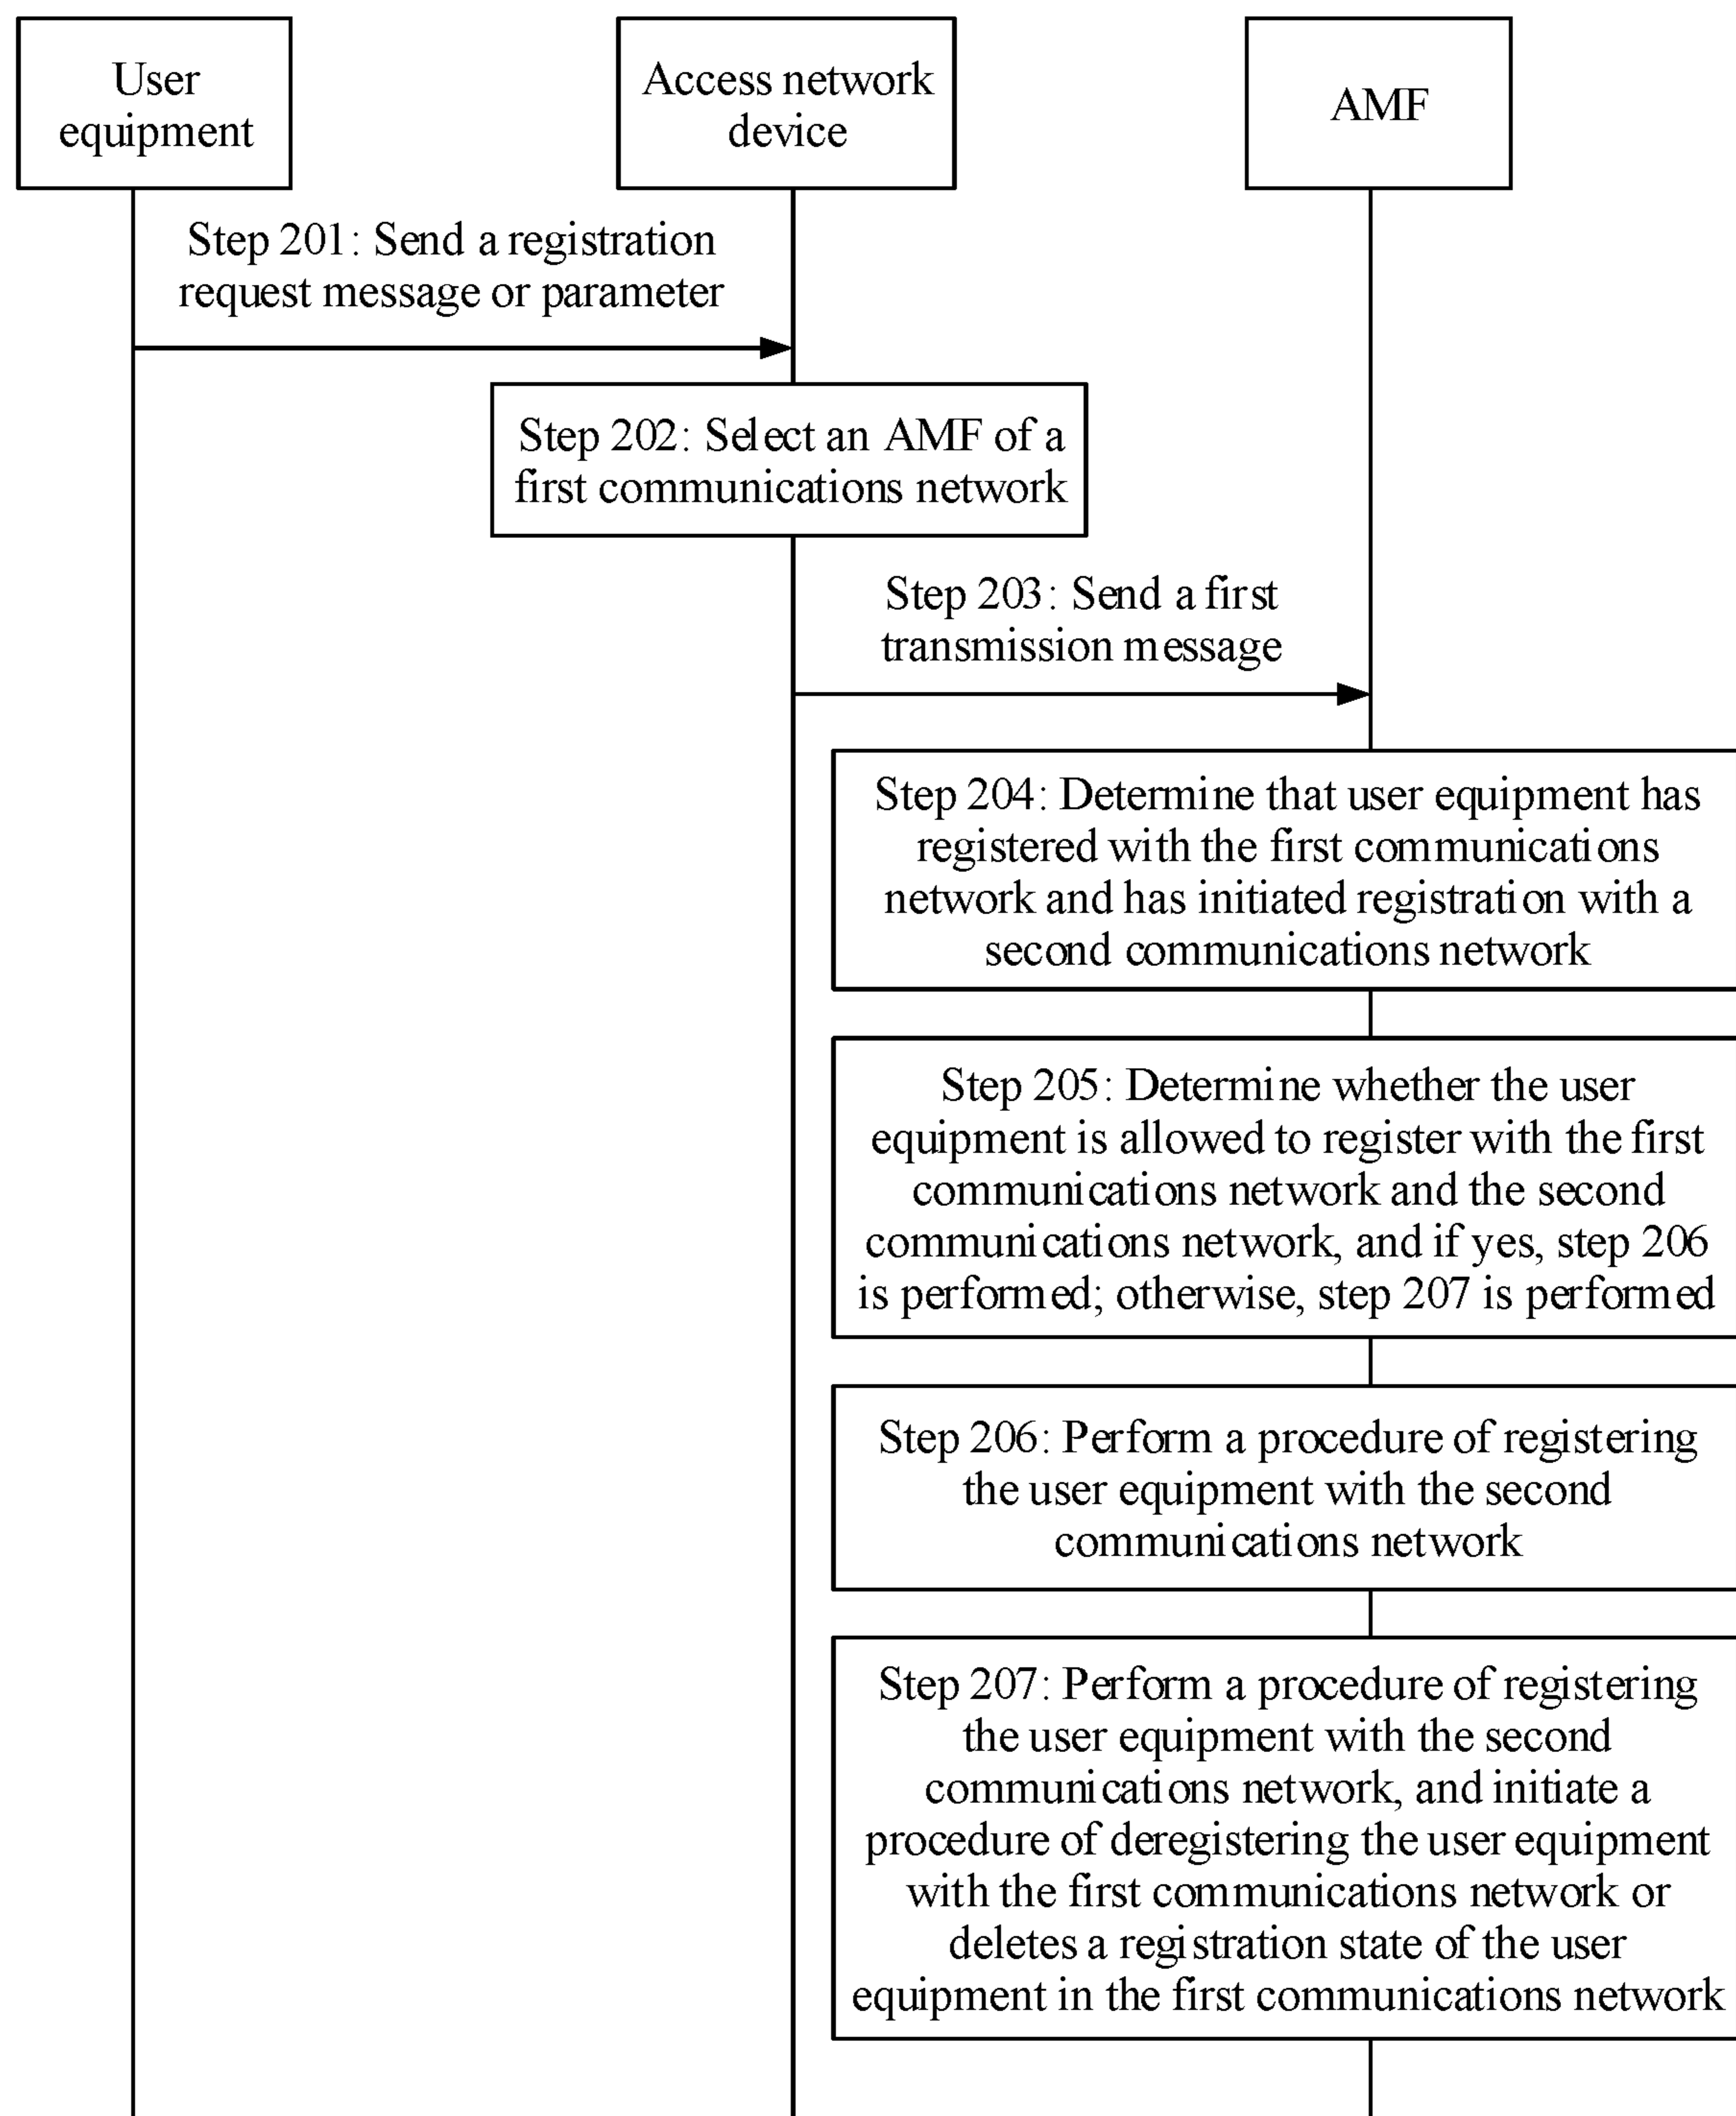 User
equipment
Access network
device
AMF
Step 201: Send a registration
request message or parameter
Step 202: Select an AMF of a
first communications network
Step 203: Send a first
transmission message
Step 204: Determine that user equipment has
registered with the first communications
network and has initiated registration with a
second communications network
Step 205: Determine whether the user
equipment is allowed to register with the first
communications network and the second
communications network, and if yes, step 206
is performed; otherwise, step 207 is performed
Step 206: Perform a procedure of registering
the user equipment with the second
communications network
Step 207: Perform a procedure of registering
the user equipment with the second
communications network, and initiate a
procedure of deregistering the user equipment
with the first communications network or
deletes a registration state of the user
equipment in the first communications network